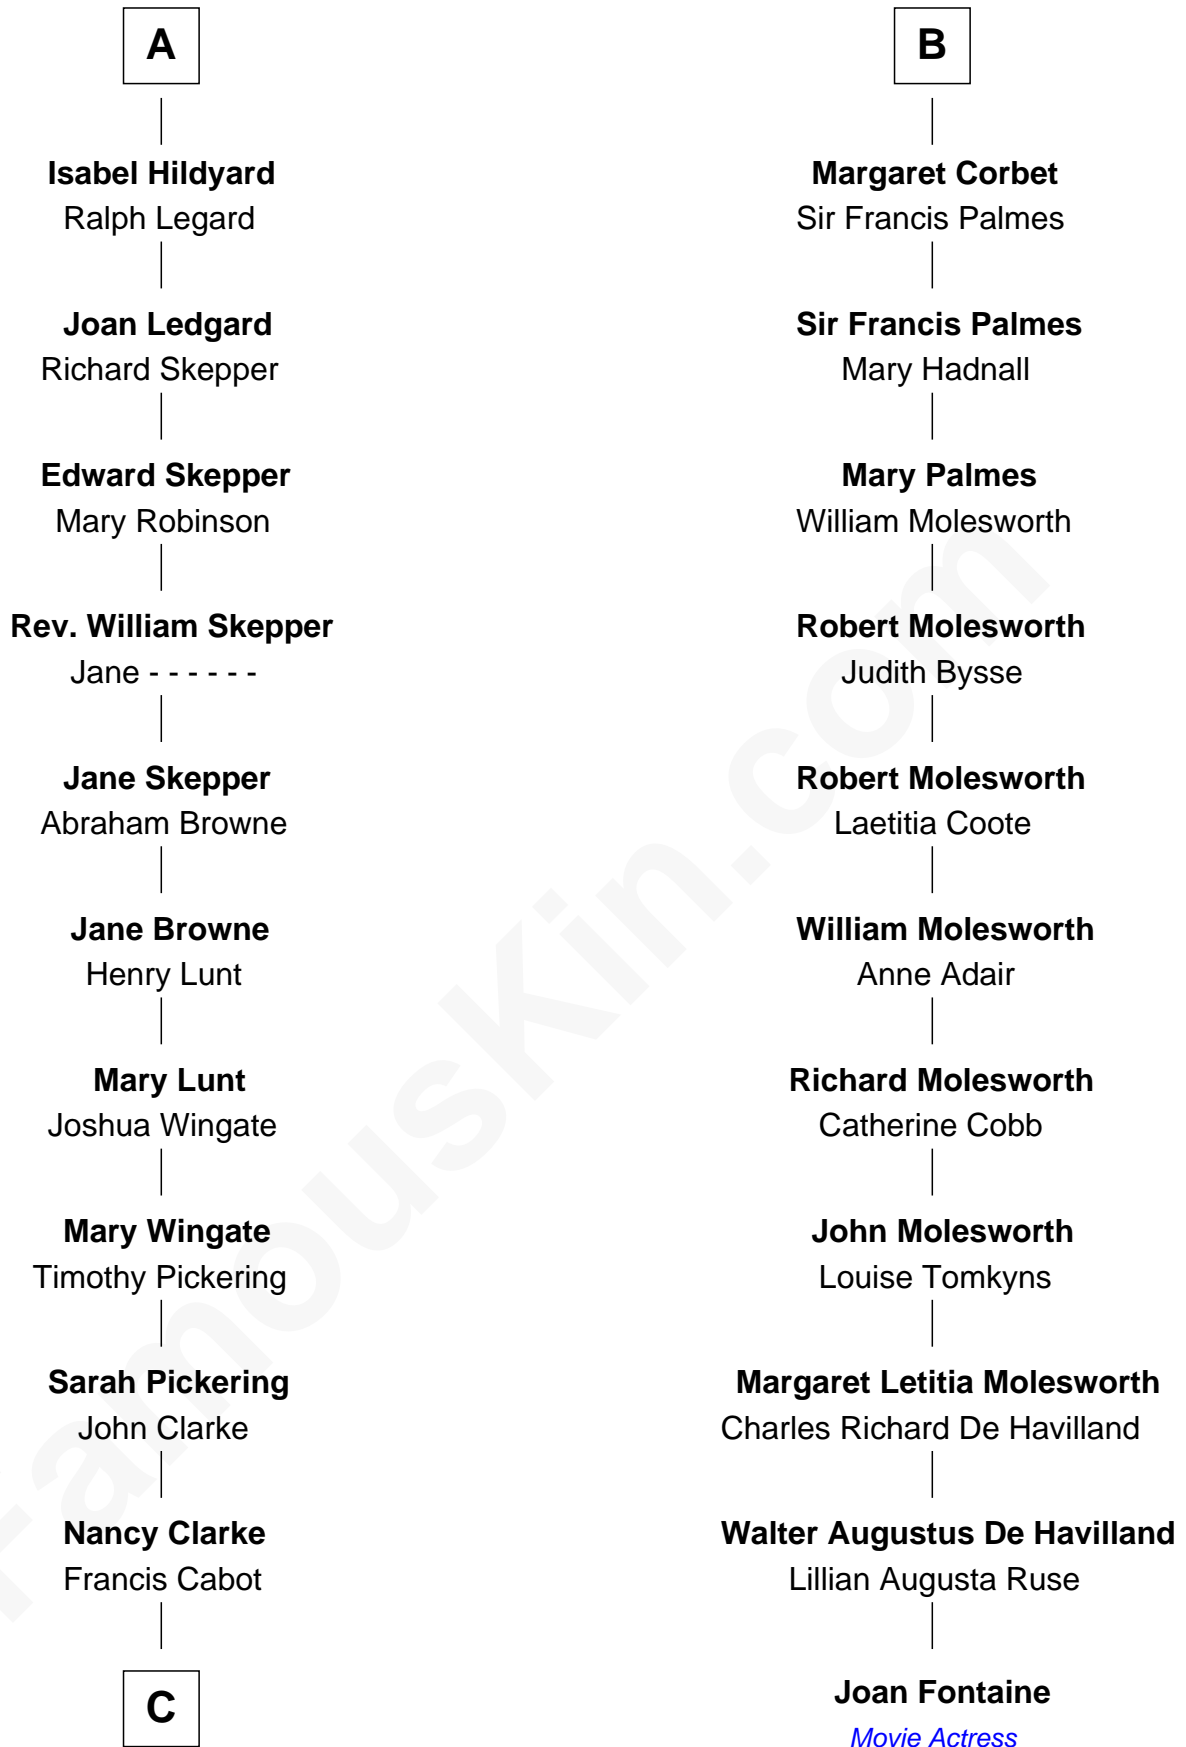 A
Isabel Hildyard
Ralph Legard
Joan Ledgard
Richard Skepper
Edward Skepper
Mary Robinson
Rev. William Skepper
Jane - - - - - -
Jane Skepper
Abraham Browne
Jane Browne
Henry Lunt
Mary Lunt
Joshua Wingate
Mary Wingate
Timothy Pickering
Sarah Pickering
John Clarke
Nancy Clarke
Francis Cabot
C
B
Margaret Corbet
Sir Francis Palmes
Sir Francis Palmes
Mary Hadnall
Mary Palmes
William Molesworth
Robert Molesworth
Judith Bysse
Robert Molesworth
Laetitia Coote
William Molesworth
Anne Adair
Richard Molesworth
Catherine Cobb
John Molesworth
Louise Tomkyns
Margaret Letitia Molesworth
Charles Richard De Havilland
Walter Augustus De Havilland
Lillian Augusta Ruse
Joan Fontaine
Movie Actress
FamousKin.com